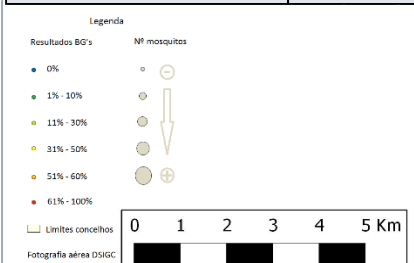 Legenda
Resultados BG's Nº mosquitos
0%
1% - 10%
11% - 30%
31% - 50%
51% - 60%
61% - 100%
Limites concelhos
0 1 2 3 4 5 Km
Fotografia aérea DSIGC